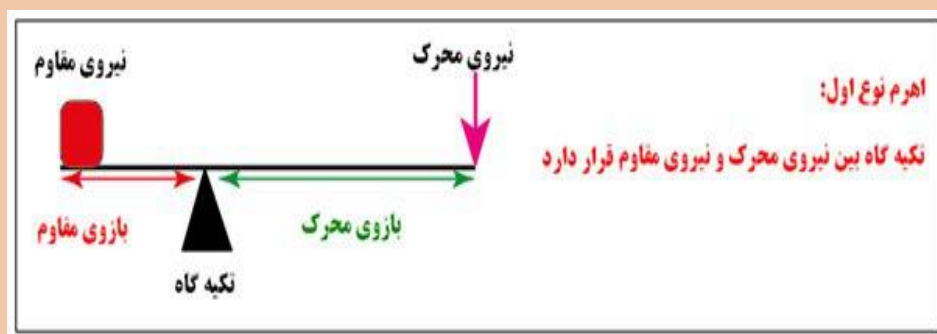 نیروی محرک
نیروی مقاوم
اهرم نوع اول:
تکیه گاه بین نیروی محرک و نیروی مقاوم قرار دارد
بازوی محرک
بازوی مقاوم
تکیه گاه